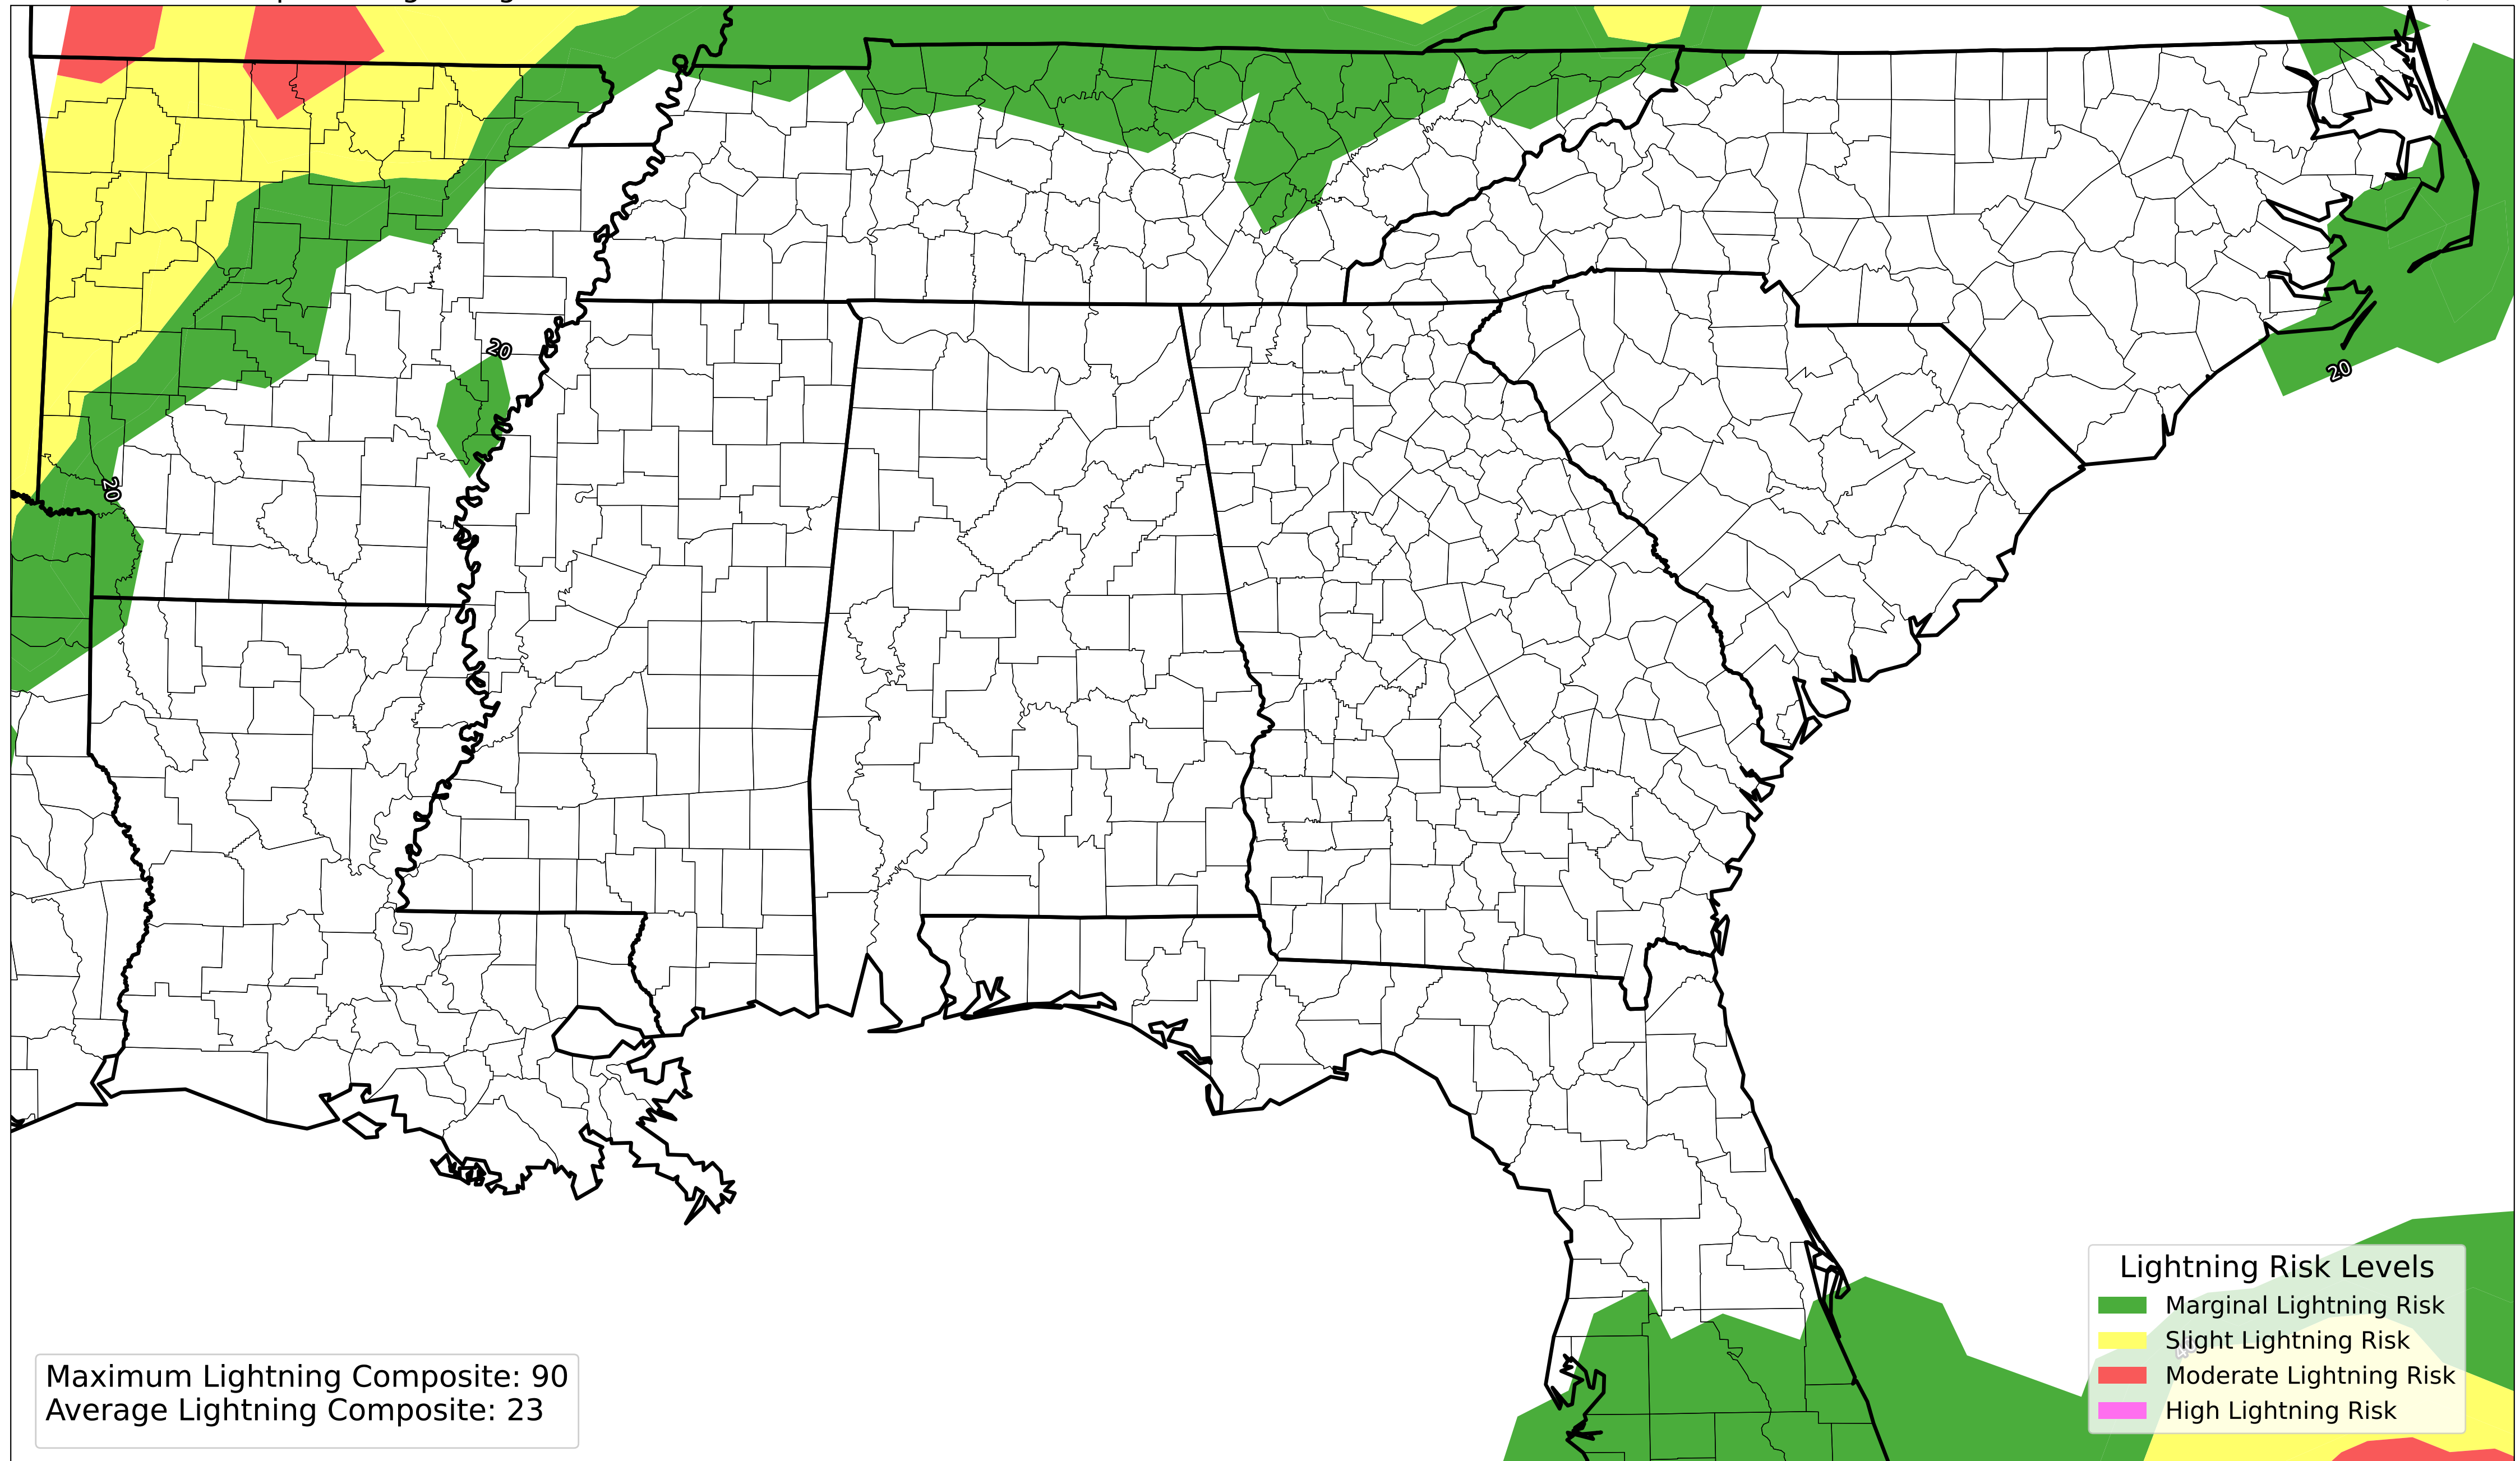 20
20
20
Lightning Risk Levels
Marginal Lightning Risk
Slight Lightning Risk
Moderate Lightning Risk
High Lightning Risk
Maximum Lightning Composite: 90
Average Lightning Composite: 23